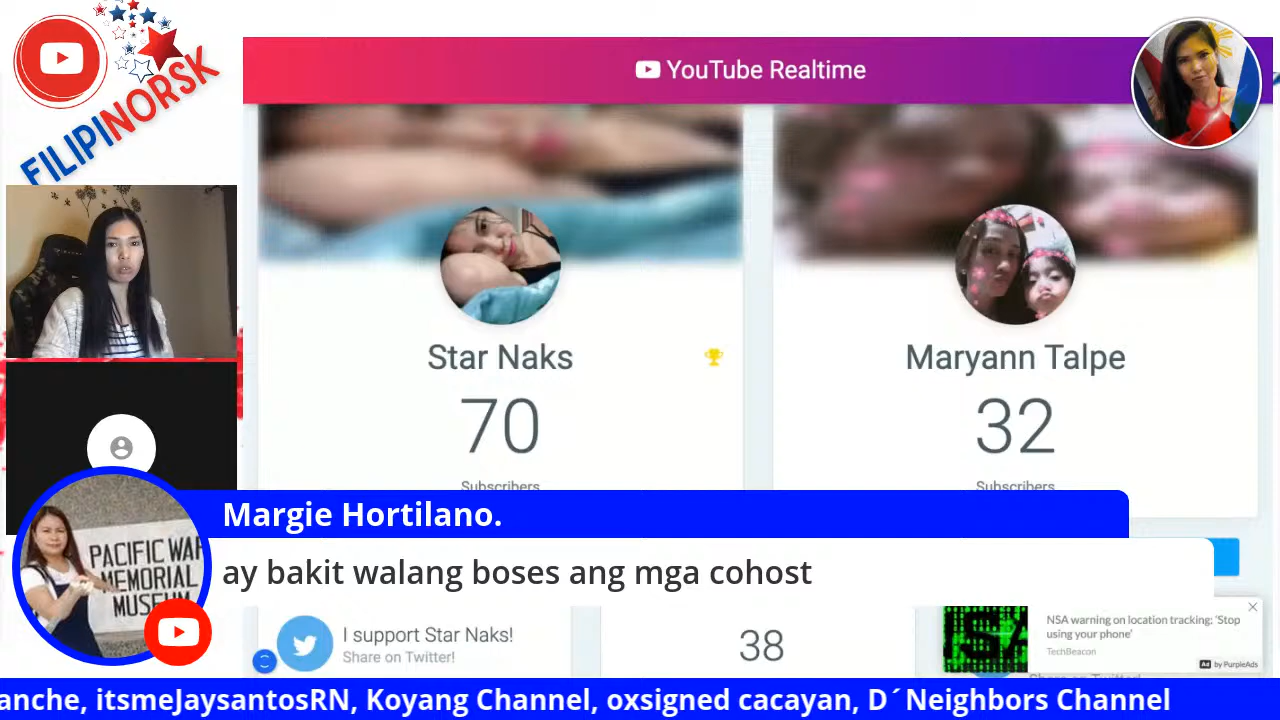 FILIPINORSK
YouTube Realtime
Star Naks
70
Subscribers
Maryann Talpe
32
Subscribers
PACIFIC WAR
MEMORIAL
MUSEUM
Margie Hortilano.
ay bakit walang boses ang mga cohost
I support Star Naks!
Share on Twitter!
38
NSA warning on location tracking: 'Stop
using your phone'
TechBeacon
Ad by PurpleAds
anche, itsmeJaysantosRN, Koyang Channel, oxsigned cacayan, D´Neighbors Channel